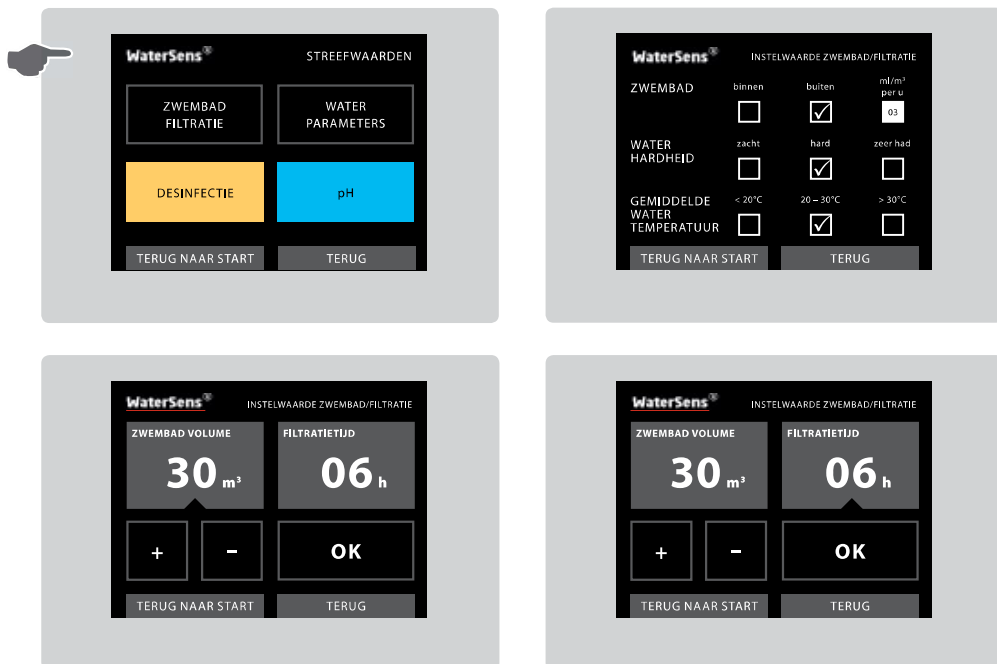 WaterSens® STREEFWAARDEN
ZWEMBAD
FILTRATIE
WATER
PARAMETERS
DESINFECTIE
pH
TERUG NAAR START TERUG
WaterSens® INSTELWAARDE ZWEMBAD/FILTRATIE
ZWEMBAD binnen buiten ml/m³
per u
03
WATER
HARDHEID
zacht hard zeer had
GEMIDDELDE
WATER
TEMPERATUUR
< 20°C 20 – 30°C > 30°C
TERUG NAAR START TERUG
WaterSens® INSTELWAARDE ZWEMBAD/FILTRATIE
ZWEMBAD VOLUME FILTRATIETIJD
30 m³ 06 h
+ – OK
TERUG NAAR START TERUG
WaterSens® INSTELWAARDE ZWEMBAD/FILTRATIE
ZWEMBAD VOLUME FILTRATIETIJD
30 m³ 06 h
+ – OK
TERUG NAAR START TERUG